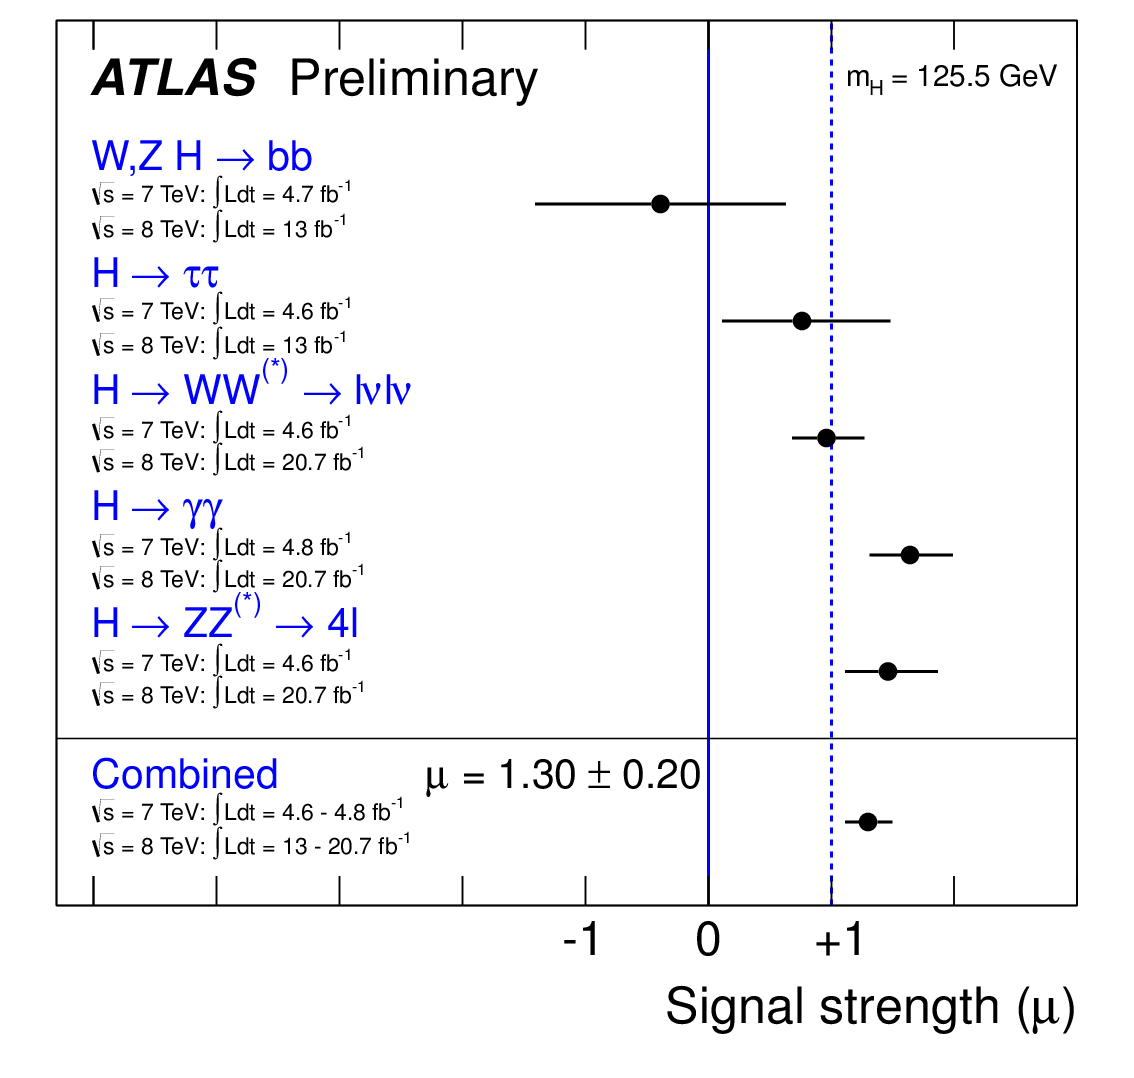 ATLAS Preliminary
m_H = 125.5 GeV
W,Z H → bb
√s = 7 TeV: ∫Ldt = 4.7 fb⁻¹
√s = 8 TeV: ∫Ldt = 13 fb⁻¹
H → ττ
√s = 7 TeV: ∫Ldt = 4.6 fb⁻¹
√s = 8 TeV: ∫Ldt = 13 fb⁻¹
H → WW⁽*⁾ → lνlν
√s = 7 TeV: ∫Ldt = 4.6 fb⁻¹
√s = 8 TeV: ∫Ldt = 20.7 fb⁻¹
H → γγ
√s = 7 TeV: ∫Ldt = 4.8 fb⁻¹
√s = 8 TeV: ∫Ldt = 20.7 fb⁻¹
H → ZZ⁽*⁾ → 4l
√s = 7 TeV: ∫Ldt = 4.6 fb⁻¹
√s = 8 TeV: ∫Ldt = 20.7 fb⁻¹
Combined μ = 1.30 ± 0.20
√s = 7 TeV: ∫Ldt = 4.6 - 4.8 fb⁻¹
√s = 8 TeV: ∫Ldt = 13 - 20.7 fb⁻¹
-1 0 +1
Signal strength (μ)